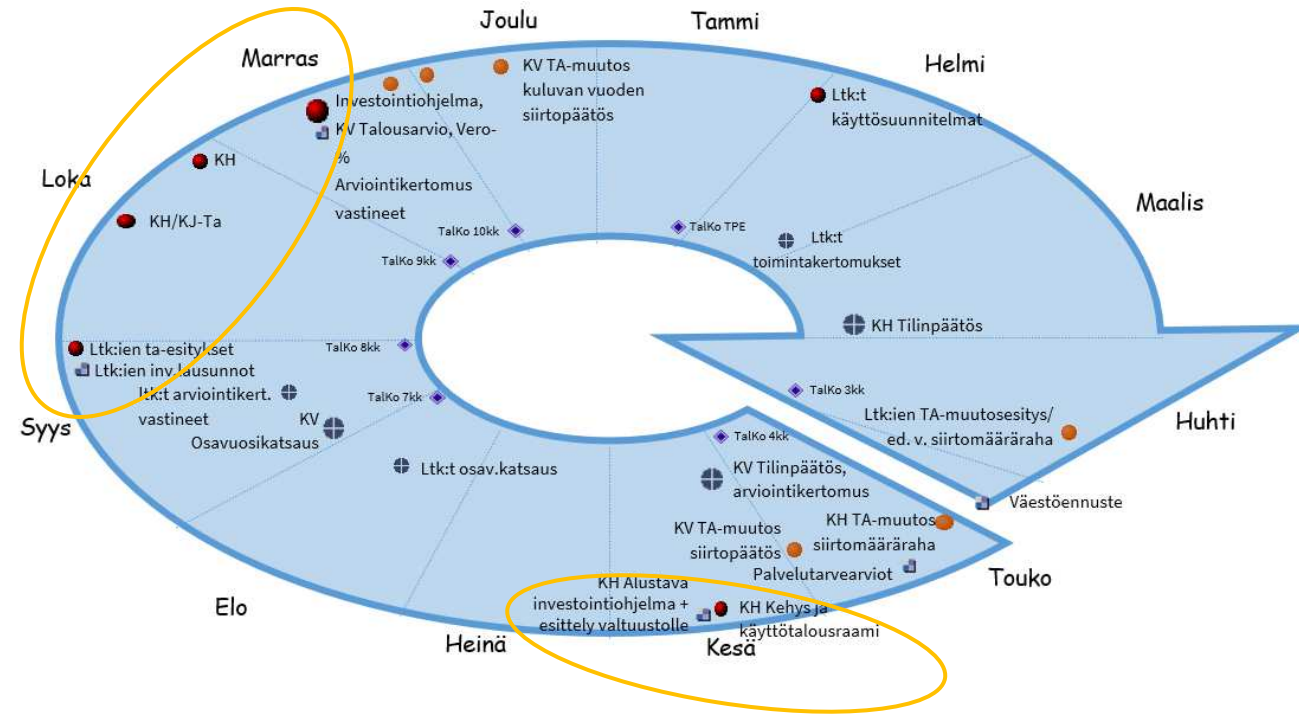 Joulu
Tammi
Marras
Helmi
KV TA-muutos
kuluvan vuoden
siirtopäätös
Investointiohjelma,
KV Talousarvio, Vero-
%
Arviointikertomus
vastineet
Ltk:t
käyttösuunnitelmat
KH
Loka
KH/KJ-Ta
Maalis
TalKo 10kk
TalKo TPE
TalKo 9kk
Ltk:t
toimintakertomukset
KH Tilinpäätös
Ltk:ien ta-esitykset
Ltk:ien inv.lausunnot
ltk:t arviointikert.
vastineet
TalKo 8kk
TalKo 7kk
TalKo 3kk
Syys
KV
Osavuosikatsaus
Ltk:ien TA-muutosesitys/
ed. v. siirtomääräraha
Huhti
TalKo 4kk
Ltk:t osav.katsaus
KV Tilinpäätös,
arviointikertomus
Väestöennuste
KV TA-muutos
siirtopäätös
KH TA-muutos
siirtomääräraha
Palvelutarvearviot
Touko
KH Alustava
investointiohjelma +
esittely valtuustolle
KH Kehys ja
käyttötalousraami
Elo
Heinä
Kesä